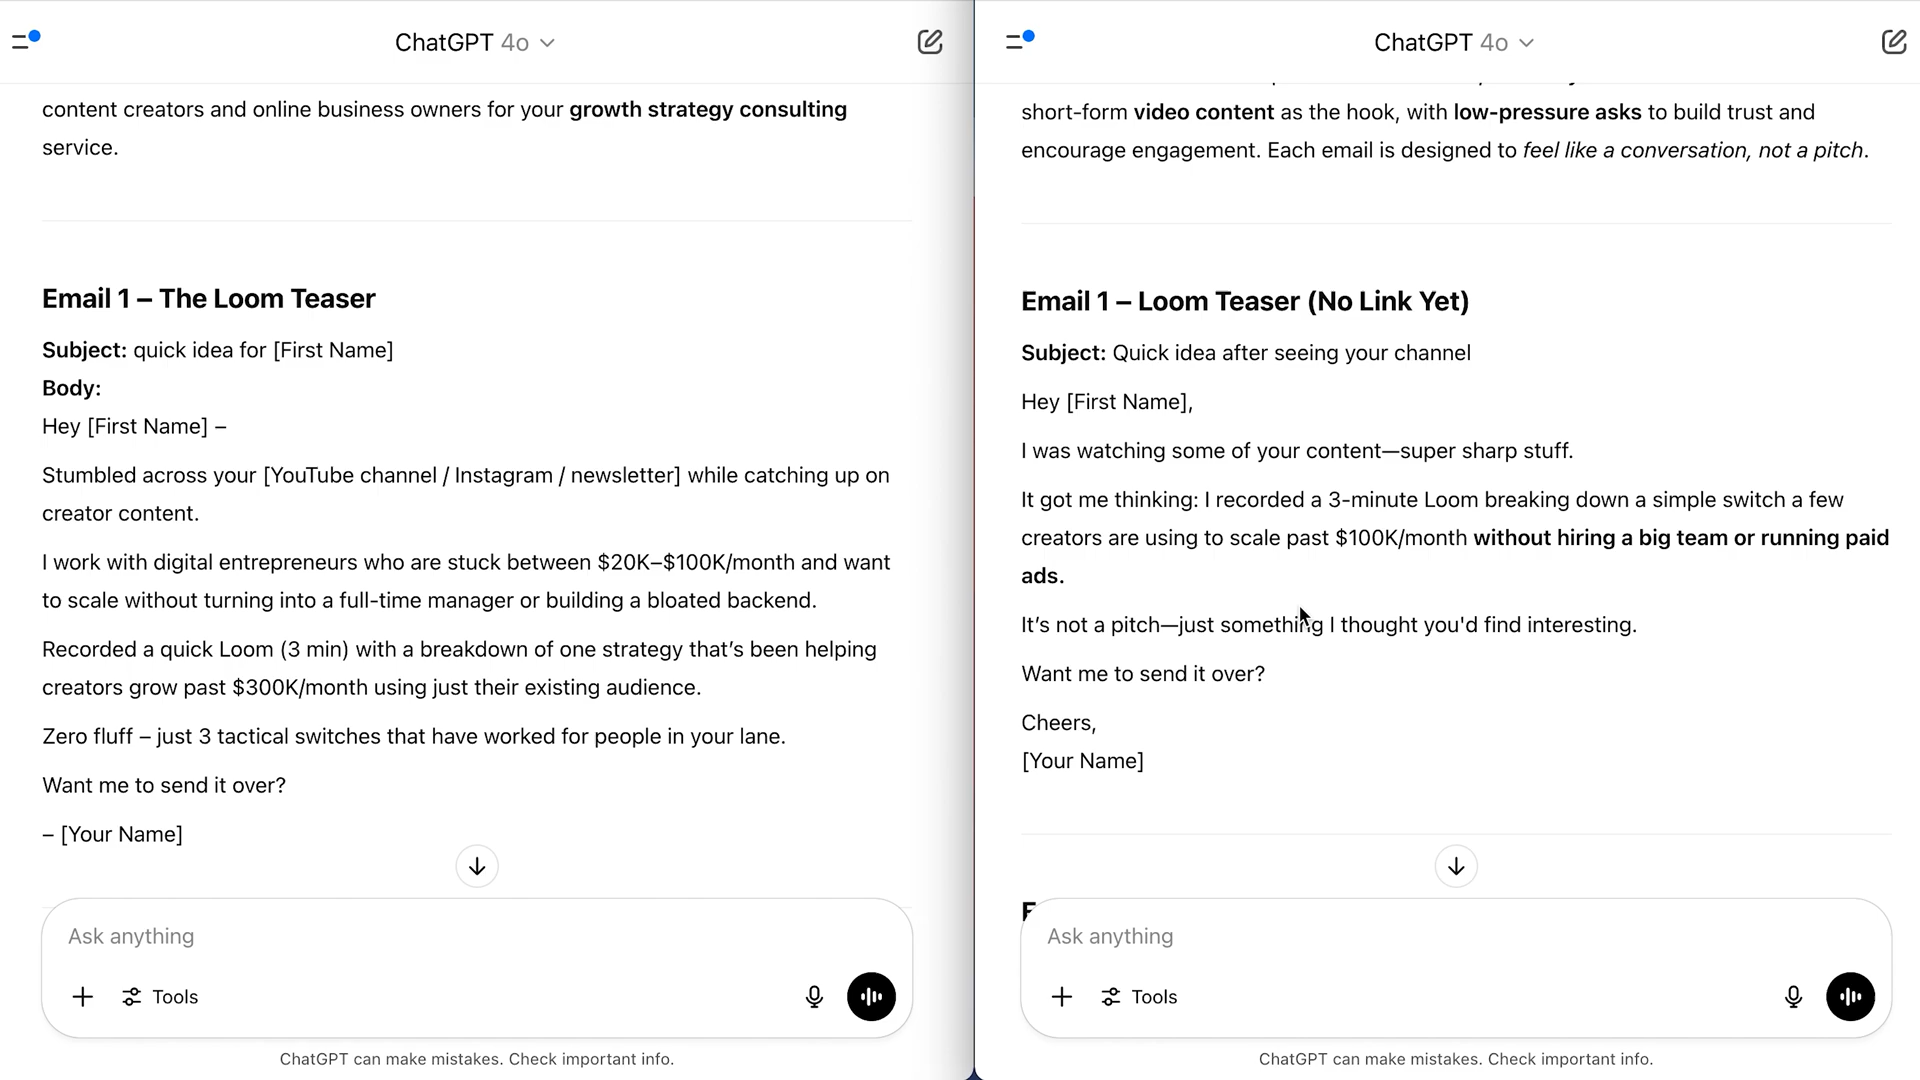 ChatGPT 4o
content creators and online business owners for your growth strategy consulting
service.
Email 1 – The Loom Teaser
Subject: quick idea for [First Name]
Body:
Hey [First Name] –
Stumbled across your [YouTube channel / Instagram / newsletter] while catching up on
creator content.
I work with digital entrepreneurs who are stuck between $20K–$100K/month and want
to scale without turning into a full-time manager or building a bloated backend.
Recorded a quick Loom (3 min) with a breakdown of one strategy that’s been helping
creators grow past $300K/month using just their existing audience.
Zero fluff – just 3 tactical switches that have worked for people in your lane.
Want me to send it over?
– [Your Name]
Ask anything
Tools
ChatGPT can make mistakes. Check important info.
ChatGPT 4o
short-form video content as the hook, with low-pressure asks to build trust and
encourage engagement. Each email is designed to feel like a conversation, not a pitch.
Email 1 – Loom Teaser (No Link Yet)
Subject: Quick idea after seeing your channel
Hey [First Name],
I was watching some of your content—super sharp stuff.
It got me thinking: I recorded a 3-minute Loom breaking down a simple switch a few
creators are using to scale past $100K/month without hiring a big team or running paid
ads.
It’s not a pitch—just something I thought you'd find interesting.
Want me to send it over?
Cheers,
[Your Name]
Ask anything
Tools
ChatGPT can make mistakes. Check important info.